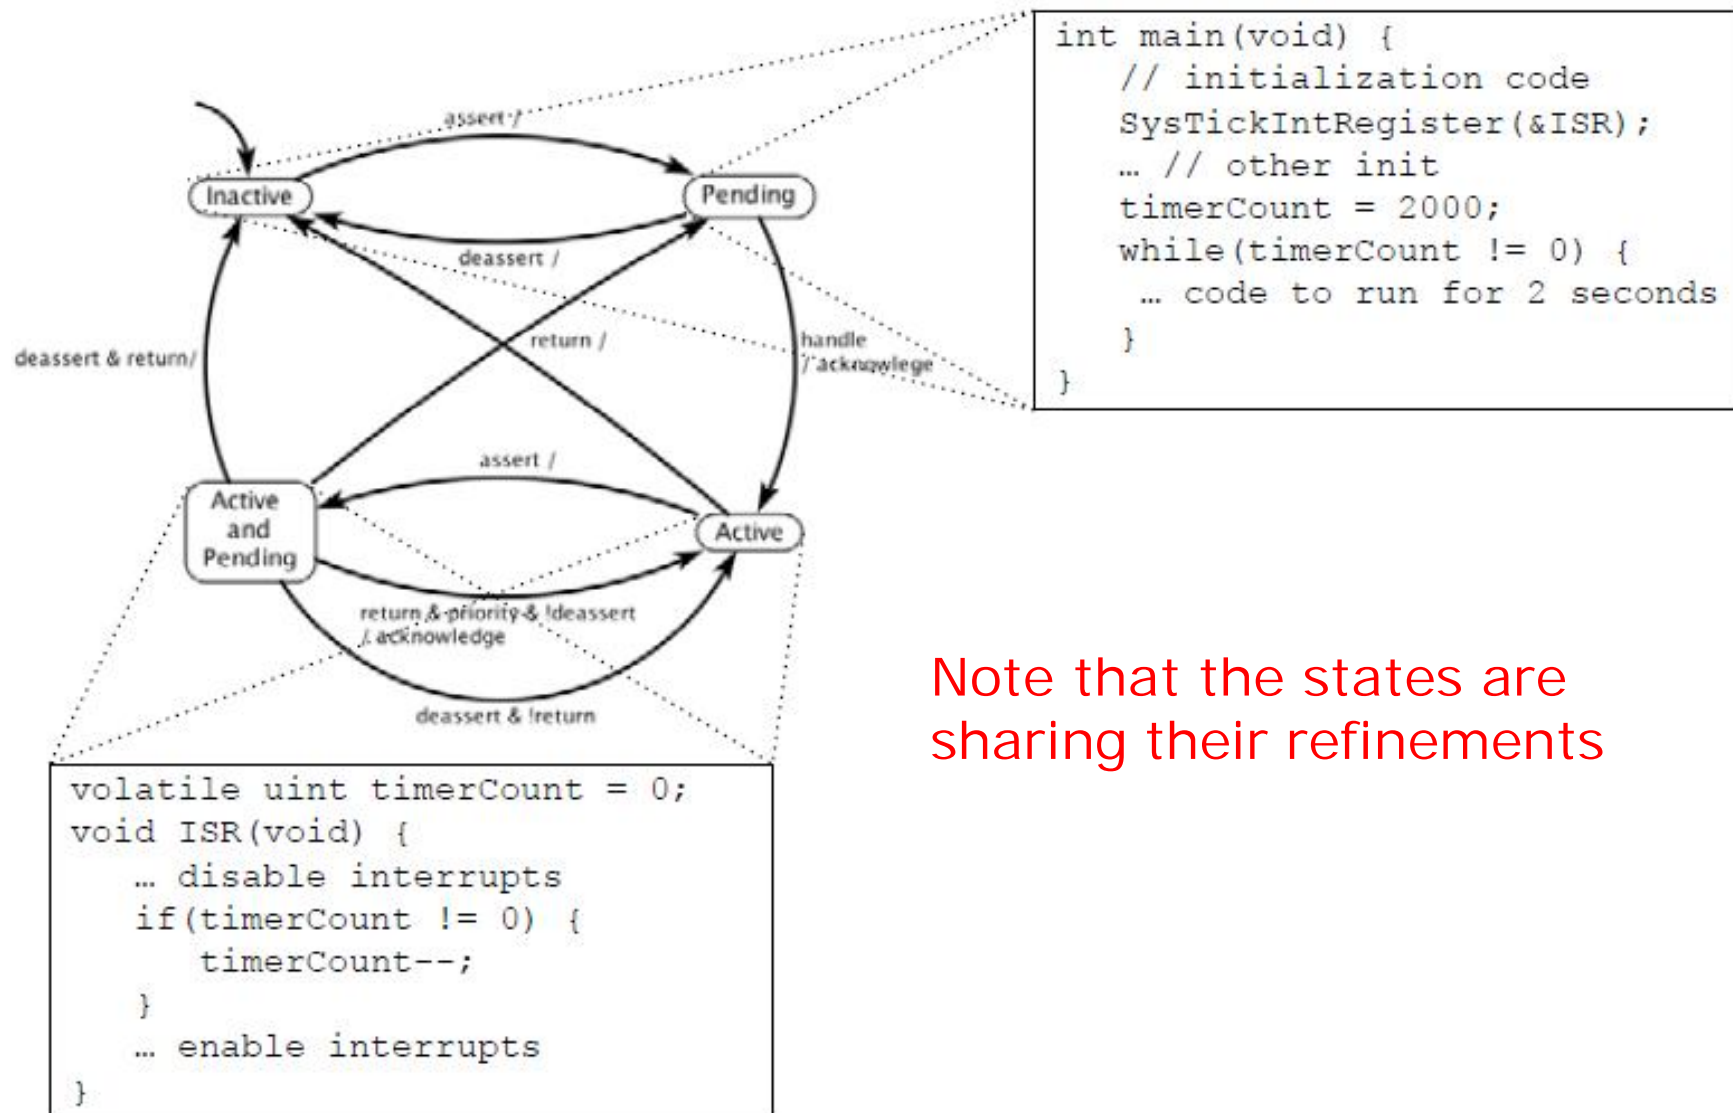 int main(void) {
// initialization code
SysTickIntRegister(&ISR);
… // other init
timerCount = 2000;
while(timerCount != 0) {
… code to run for 2 seconds
}
}
assert /
Inactive
Pending
deassert /
return /
handle
/ acknowlege
deassert & return/
assert /
Active
and
Pending
Active
return & priority & !deassert
/ acknowledge
deassert & !return
Note that the states are
sharing their refinements
volatile uint timerCount = 0;
void ISR(void) {
… disable interrupts
if(timerCount != 0) {
timerCount--;
}
… enable interrupts
}